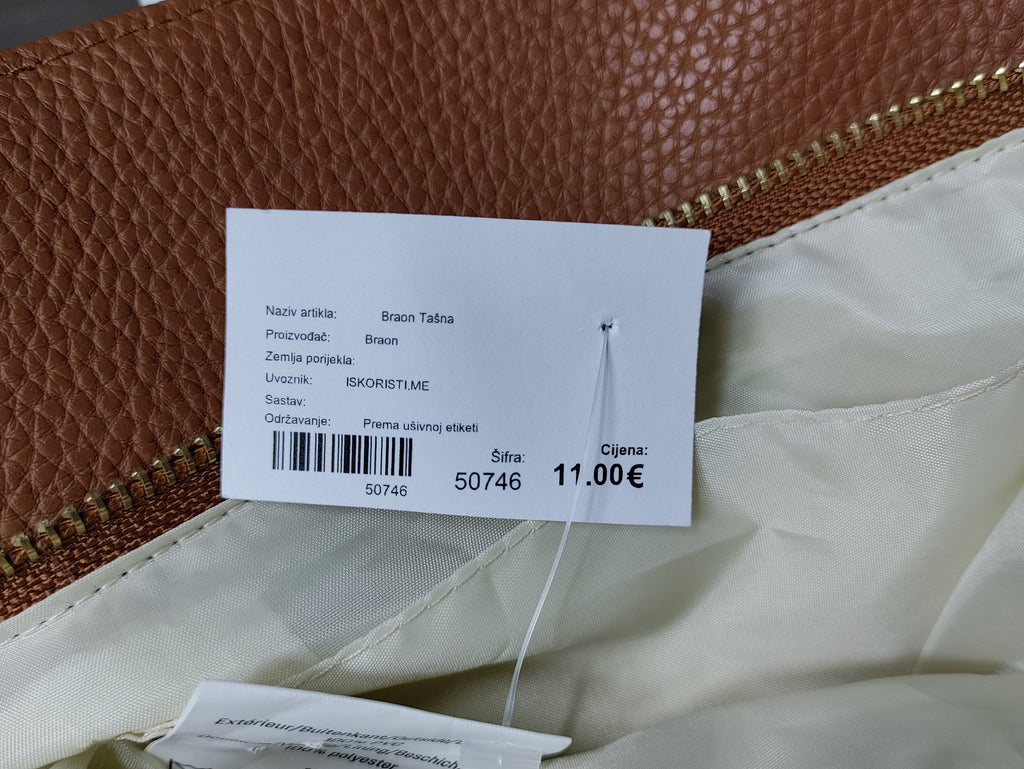 Naziv artikla: Braon Tašna
Proizvođač: Braon
Zemlja porijekla:
Uvoznik: ISKORISTI.ME
Sastav:
Održavanje: Prema ušivnoj etiketi
50746
Šifra:
50746
Cijena:
11.00€
Extérieur/Buitenkant/Outside/
100% polyester